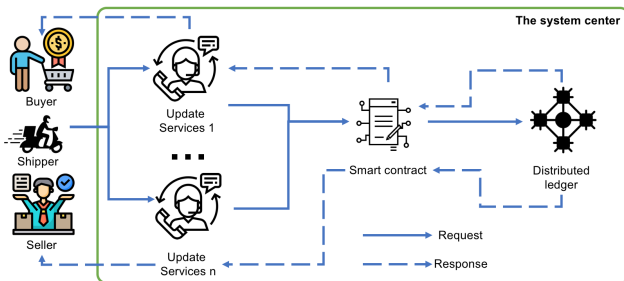 The system center
Buyer
Update
Services 1
Shipper
Smart contract
Distributed
ledger
Seller
Update
Services n
Request
Response